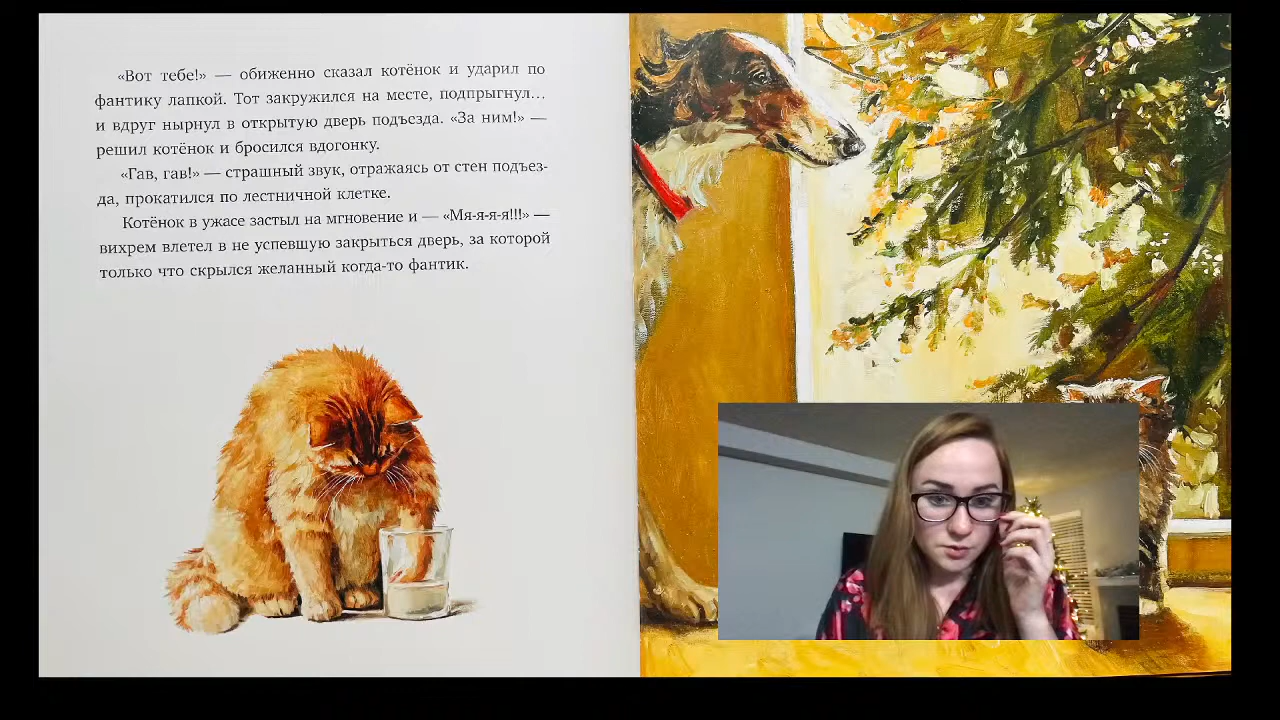 «Вот тебе!» — обиженно сказал котёнок и ударил по
фантику лапкой. Тот закружился на месте, подпрыгнул...
и вдруг нырнул в открытую дверь подъезда. «За ним!» —
решил котёнок и бросился вдогонку.
«Гав, гав!» — страшный звук, отражаясь от стен подъез-
да, прокатился по лестничной клетке.
Котёнок в ужасе застыл на мгновение и — «Мя-я-я-я!!!» —
вихрем влетел в не успевшую закрыться дверь, за которой
только что скрылся желанный когда-то фантик.